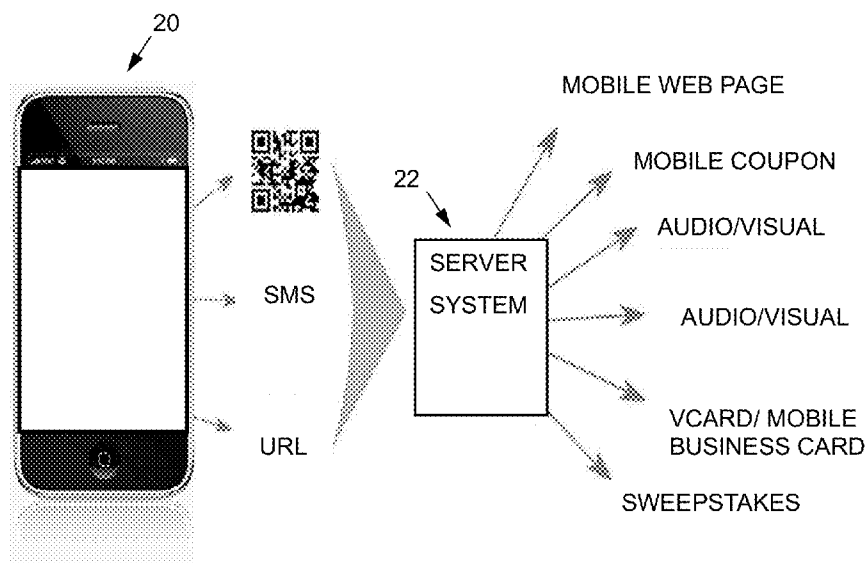 20
MOBILE WEB PAGE
MOBILE COUPON
22
AUDIO/VISUAL
SERVER
SYSTEM
SMS
AUDIO/VISUAL
URL
VCARD/ MOBILE
BUSINESS CARD
SWEEPSTAKES